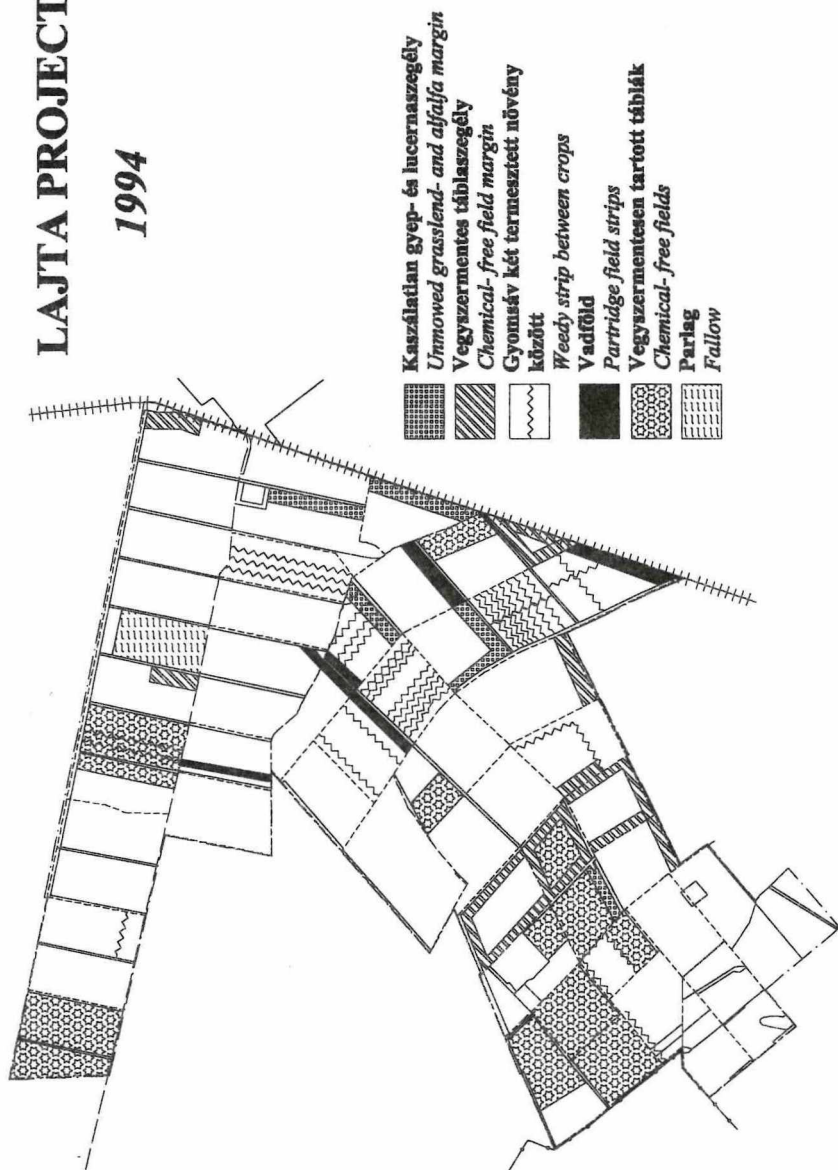 LAJTA PROJECT
1994
Kaszálatlan gyep- és lucernaszegély
Unmowed grasslend- and alfalfa margin
Vegyszermentes táblaszegély
Chemical- free field margin
Gyomsáv két termesztett növény
között
Weedy strip between crops
Vadföld
Partridge field strips
Vegyszermentesen tartott táblák
Chemical- free fields
Parlag
Fallow